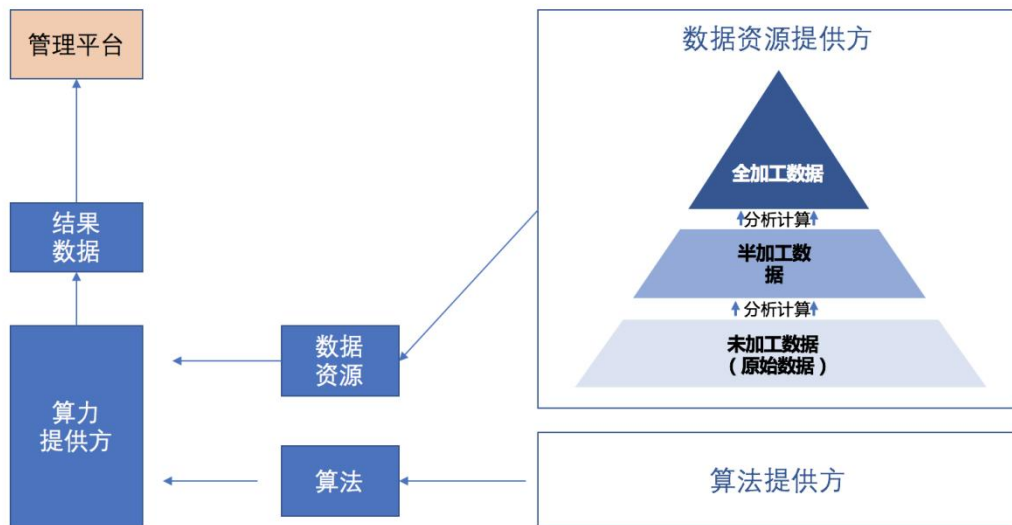 管理平台
数据资源提供方
全加工数据
分析计算
结果
数据
半加工数
据
分析计算
未加工数据
（原始数据）
数据
资源
算力
提供方
算法
算法提供方